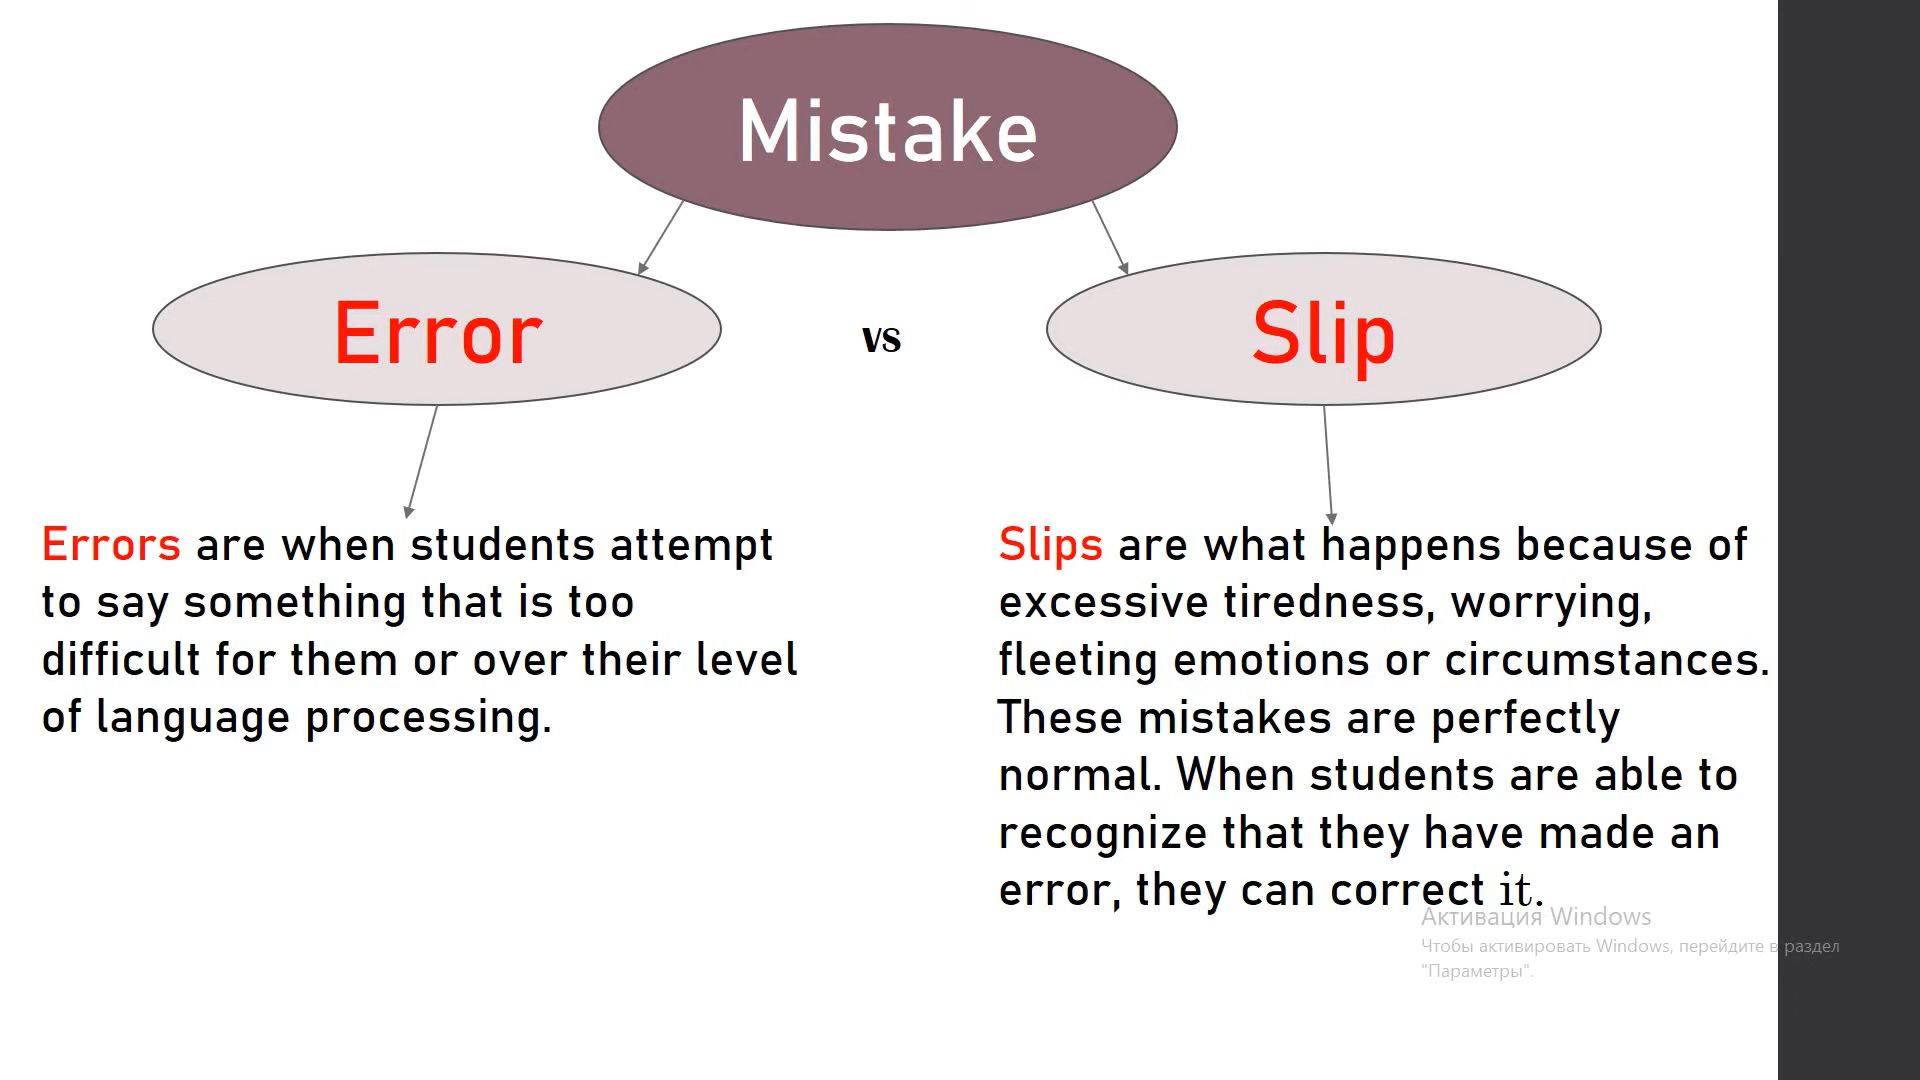 Mistake
Error
vs
Slip
Errors are when students attempt
to say something that is too
difficult for them or over their level
of language processing.
Slips are what happens because of
excessive tiredness, worrying,
fleeting emotions or circumstances.
These mistakes are perfectly
normal. When students are able to
recognize that they have made an
error, they can correct it.
Активация Windows
Чтобы активировать Windows, перейдите в раздел
"Параметры".